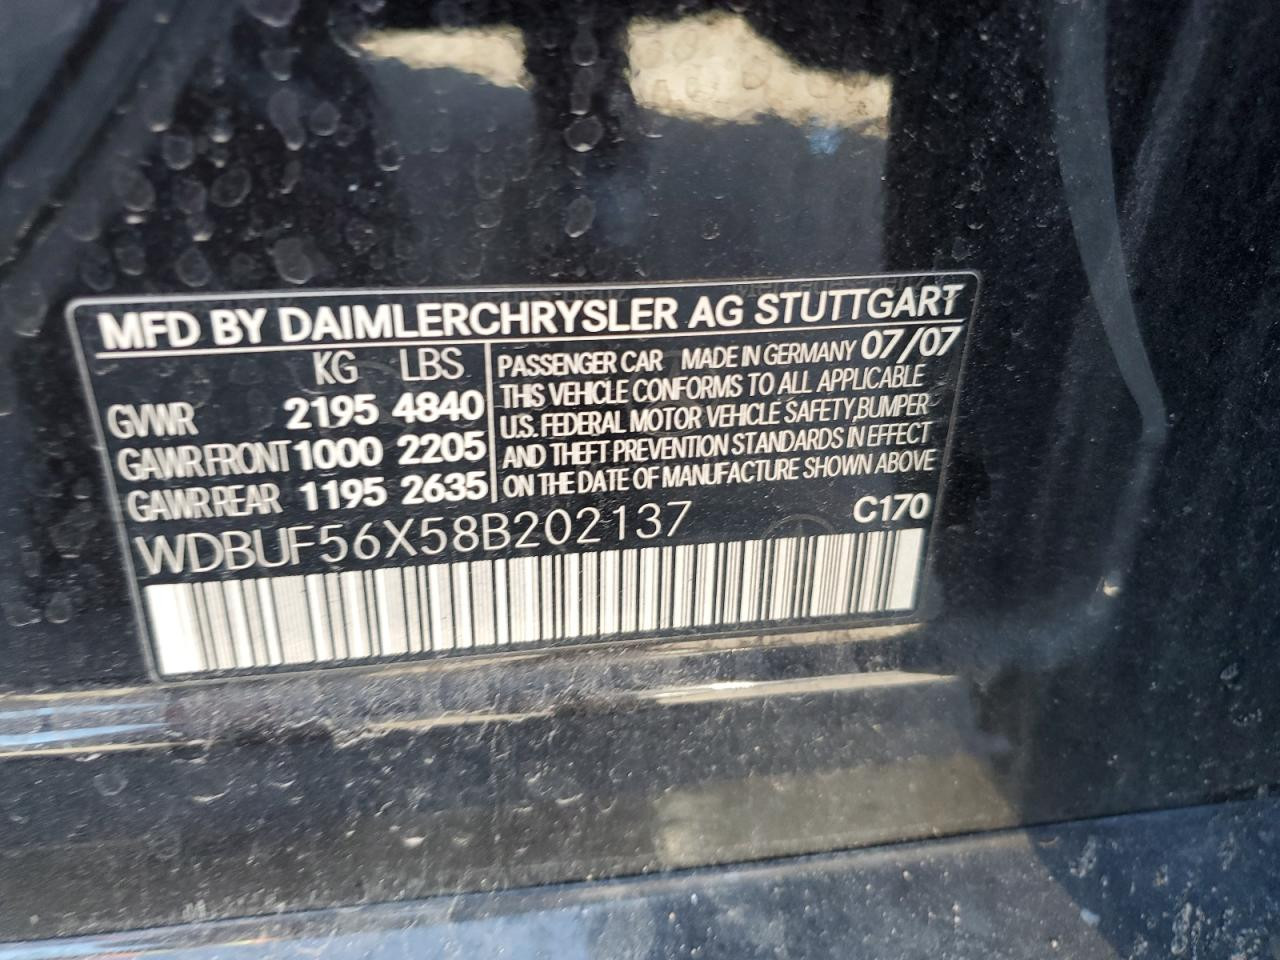 MFD BY DAIMLERCHRYSLER AG STUTTGART
KG LBS
GVWR 2195 4840
GAWR FRONT 1000 2205
GAWR REAR 1195 2635
PASSENGER CAR MADE IN GERMANY 07/07
THIS VEHICLE CONFORMS TO ALL APPLICABLE
U.S. FEDERAL MOTOR VEHICLE SAFETY, BUMPER
AND THEFT PREVENTION STANDARDS IN EFFECT
ON THE DATE OF MANUFACTURE SHOWN ABOVE
WDBUF56X58B202137
C170